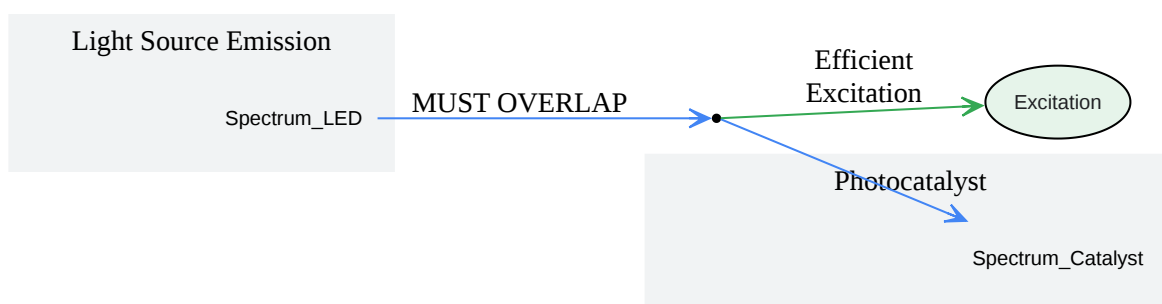 Light Source Emission
Spectrum_LED
MUST OVERLAP
Efficient
Excitation
Excitation
Photocatalyst
Spectrum_Catalyst